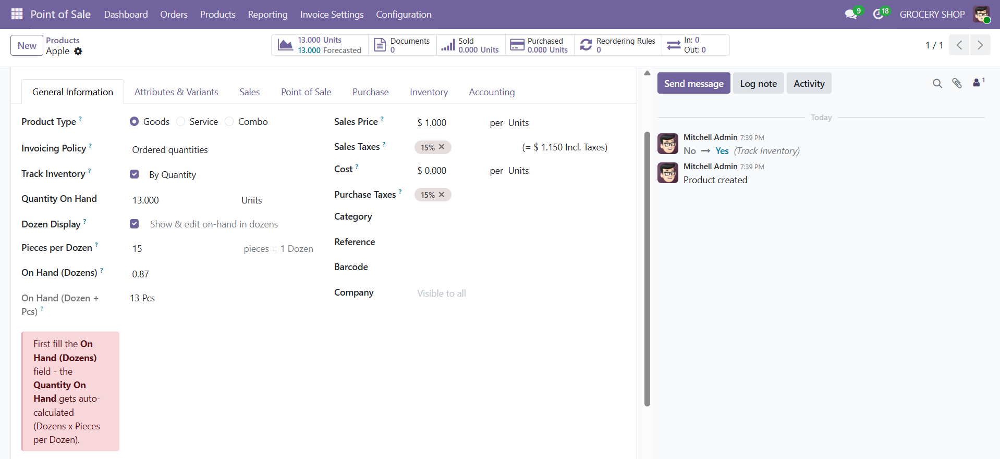 Point of Sale Dashboard Orders Products Reporting Invoice Settings Configuration 9 18 GROCERY SHOP
New Products
Apple
13.000 Units
13.000 Forecasted
Documents
0
Sold
0.000 Units
Purchased
0.000 Units
Reordering Rules
0
In: 0
Out: 0
1 / 1
General Information Attributes & Variants Sales Point of Sale Purchase Inventory Accounting
Product Type ? Goods Service Combo
Invoicing Policy ? Ordered quantities
Track Inventory ? By Quantity
Quantity On Hand 13.000 Units
Dozen Display ? Show & edit on-hand in dozens
Pieces per Dozen ? 15 pieces = 1 Dozen
On Hand (Dozens) ? 0.87
On Hand (Dozen +
Pcs) ? 13 Pcs
First fill the On
Hand (Dozens)
field - the
Quantity On
Hand gets auto-
calculated
(Dozens x Pieces
per Dozen).
Sales Price ? $ 1.000 per Units
Sales Taxes ? 15% (= $ 1.150 Incl. Taxes)
Cost ? $ 0.000 per Units
Purchase Taxes ? 15%
Category
Reference
Barcode
Company Visible to all
Send message Log note Activity 1
Today
Mitchell Admin 7:39 PM
No → Yes (Track Inventory)
Mitchell Admin 7:39 PM
Product created